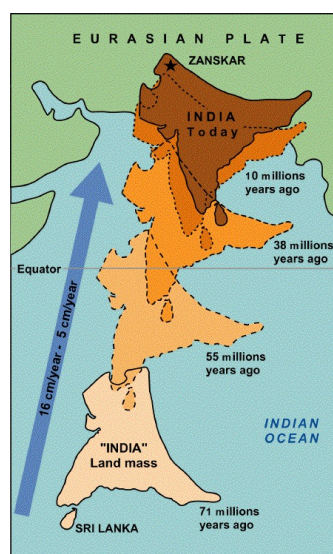 EURASIAN PLATE
ZANSKAR
INDIA
Today
10 millions
years ago
38 millions
years ago
Equator
16 cm/year - 5 cm/year
55 millions
years ago
INDIAN
OCEAN
"INDIA"
Land mass
71 millions
years ago
SRI LANKA